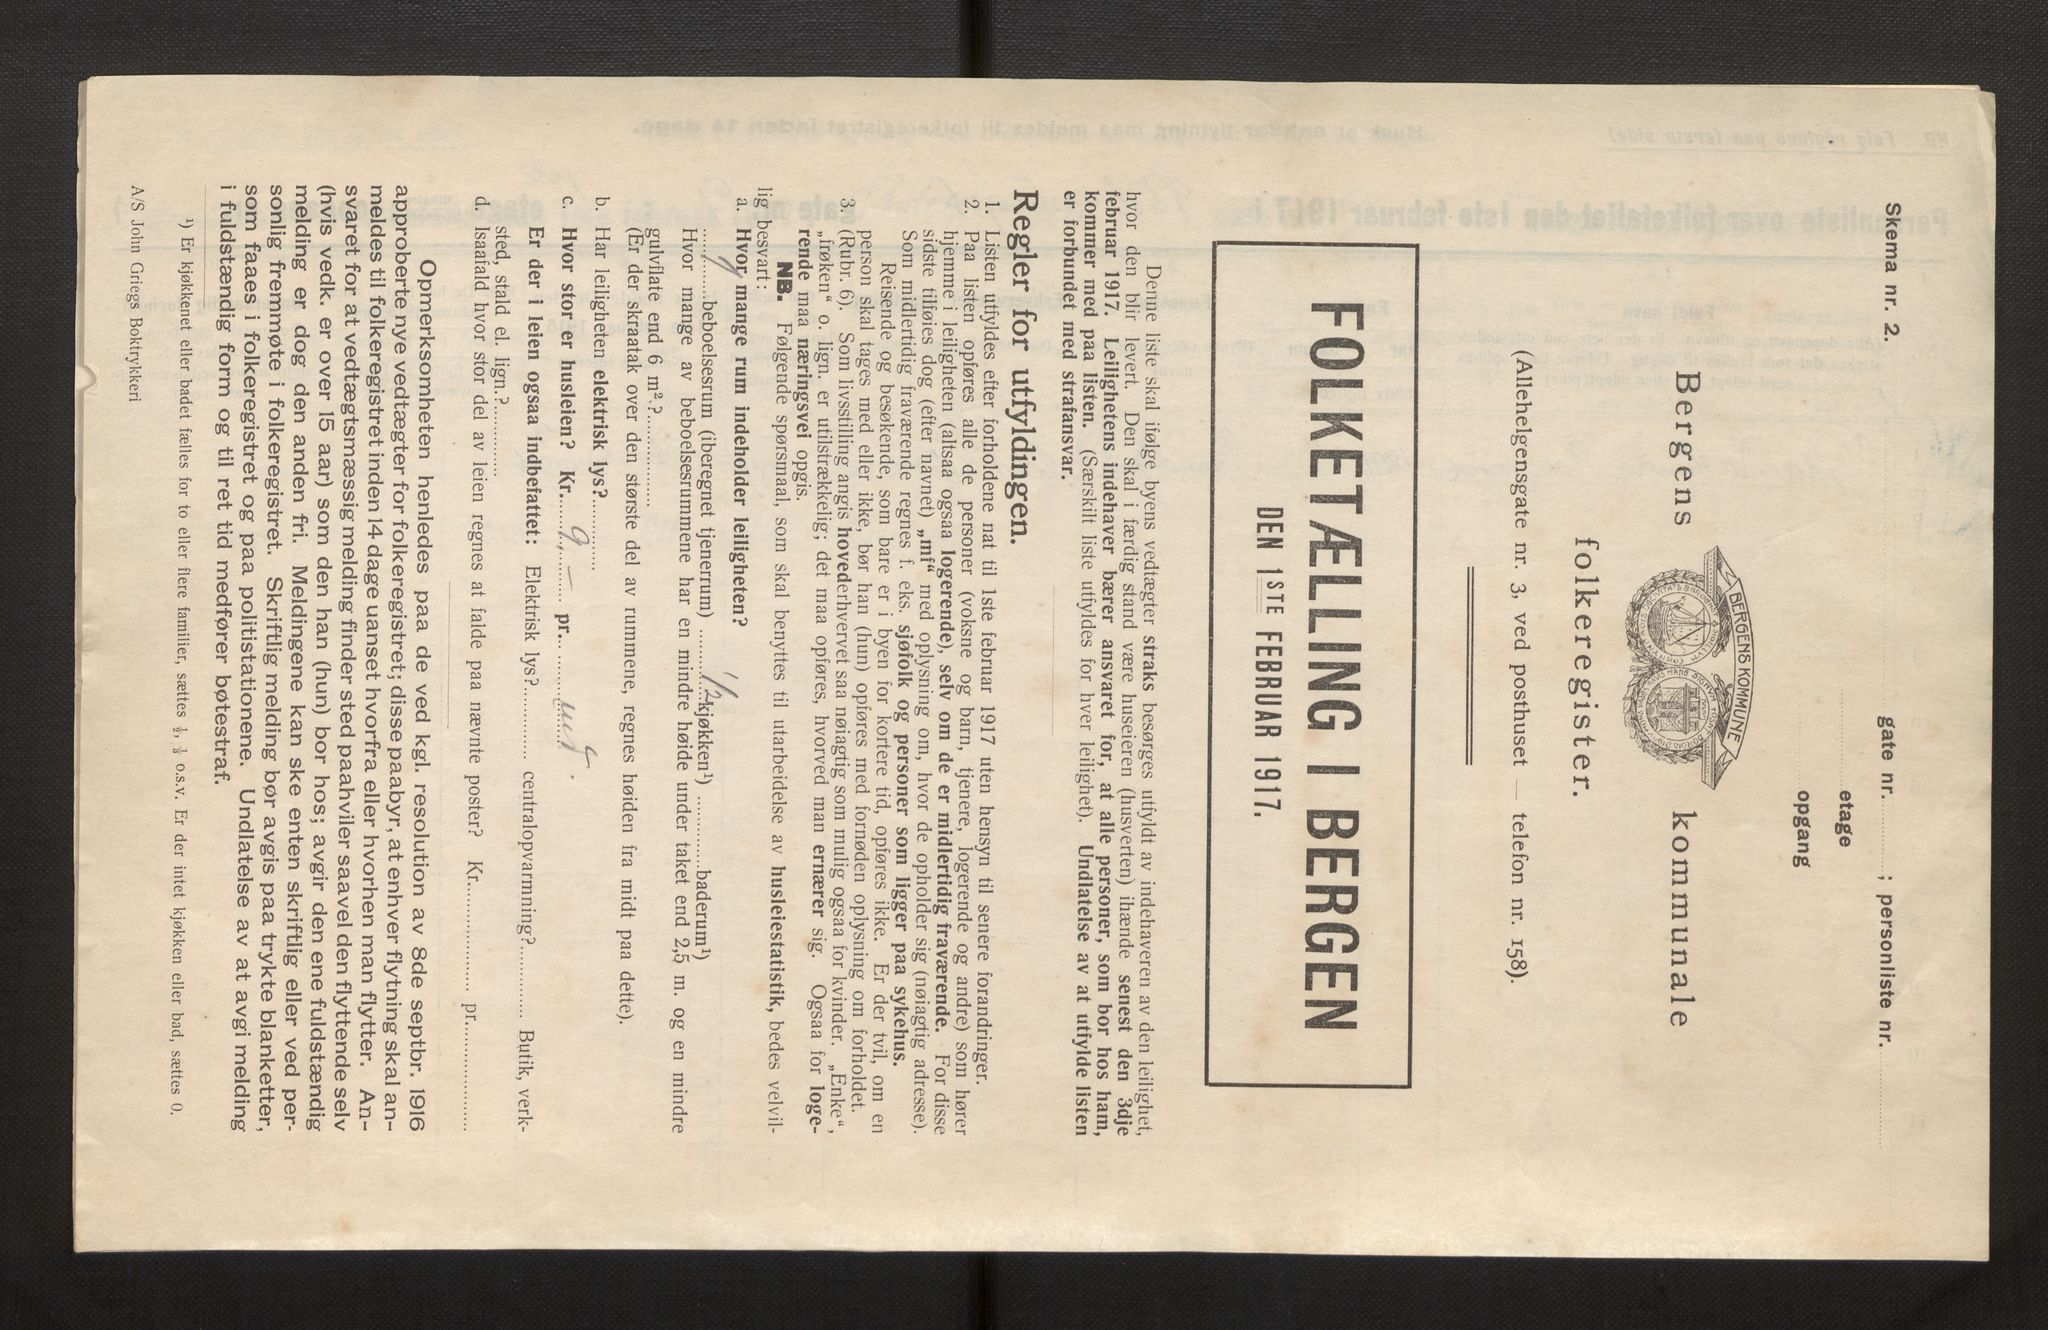 Skema nr. 2.
gate nr.............; personliste nr.
etage
opgang
BERGENS KOMMUNE
Bergens kommunale
folkeregister.
(Allehelgensgate nr. 3, ved posthuset — telefon nr. 158).
FOLKETÆLLING I BERGEN
DEN 1STE FEBRUAR 1917.
Denne liste skal ifølge byens vedtægter straks besørges utfyldt av indehaveren av den leilighet,
hvor den blir levert. Den skal i færdig stand være huseieren (husverten) ihænde senest den 3dje
februar 1917. Leilighetens indehaver bærer ansvaret for, at alle personer, som bor hos ham,
kommer med paa listen. (Særskilt liste utfyldes for hver leilighet). Undlatelse av at utfylde listen
er forbundet med strafansvar.
Regler for utfyldingen.
1. Listen utfyldes efter forholdene nat til 1ste februar 1917 uten hensyn til senere forandringer.
2. Paa listen opføres alle de personer (voksne og barn, tjenere, logerende og andre) som hører
hjemme i leiligheten (altsaa ogsaa logerende), selv om de er midlertidig fraværende. For disse
sidste tilføies dog (efter navnet) „mf“ med oplysning om, hvor de opholder sig (nøiagtig adresse).
Som midlertidig fraværende regnes f. eks. sjøfolk og personer som ligger paa sykehus.
Reisende og besøkende, som bare er i byen for kortere tid, opføres ikke. Er der tvil, om en
person skal tages med eller ikke, bør han (hun) opføres med fornøden oplysning om forholdet.
3. (Rubr. 6). Som livsstilling angis hovederhvervet saa nøiagtig som mulig ogsaa for kvinder. „Enke“,
„frøken“ o. lign. er utilstrækkelig; det maa opføres, hvorved man ernærer sig. Ogsaa for loge-
rende maa næringsvei opgis.
NB. Følgende spørsmaal, som skal benyttes til utarbeidelse av husleiestatistik, bedes velvil-
lig besvart:
a. Hvor mange rum indeholder leiligheten?
...1...beboelsesrum (iberegnet tjenerrum) ...1/2...kjøkken¹) ............baderum¹)
Hvor mange av beboelsesrummene har en mindre høide under taket end 2,5 m. og en mindre
gulvflate end 6 m²?...............
(Er der skraatak over den største del av rummene, regnes høiden fra midt paa dette).
b. Har leiligheten elektrisk lys?............
c. Hvor stor er husleien? Kr. 9,– pr. mt.
Er der i leien ogsaa indbefattet: Elektrisk lys?............ centralopvarmning?............ Butik, verk-
sted, stald el. lign.?............
d. Isaafald hvor stor del av leien regnes at falde paa nævnte poster? Kr............... pr...............
Opmerksomheten henledes paa de ved kgl. resolution av 8de septbr. 1916
approberte nye vedtægter for folkeregistret; disse paabyr, at enhver flytning skal an-
meldes til folkeregistret inden 14 dage uanset hvorfra eller hvorhen man flytter. An-
svaret for at vedtægtsmæssig melding finder sted paahviler saavel den flyttende selv
(hvis vedk. er over 15 aar) som den han (hun) bor hos; avgir den ene fuldstændig
melding er dog den anden fri. Meldingene kan ske enten skriftlig eller ved per-
sonlig fremmøte i folkeregistret. Skriftlig melding bør avgis paa trykte blanketter,
som faaes i folkeregistret og paa politistationene. Undlatelse av at avgi melding
i fuldstændig form og til ret tid medfører bøtestraf.
¹) Er kjøkkenet eller badet fælles for to eller flere familier, sættes ½, ⅓ o.s.v. Er der intet kjøkken eller bad, sættes 0.
A/S John Griegs Boktrykkeri